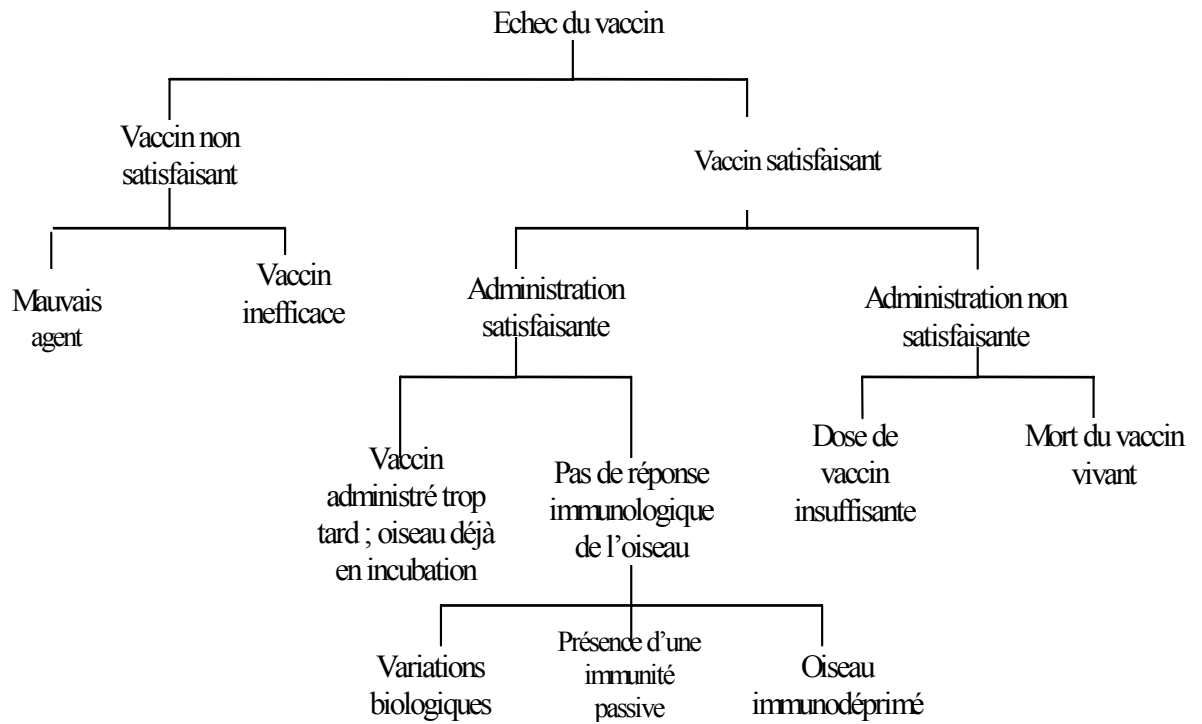 Echec du vaccin
Vaccin non
satisfaisant
Vaccin satisfaisant
Mauvais
agent
Vaccin
inefficace
Administration
satisfaisante
Administration non
satisfaisante
Vaccin
administré trop
tard ; oiseau déjà
en incubation
Pas de réponse
immunologique
de l’oiseau
Dose de
vaccin
insuffisante
Mort du vaccin
vivant
Variations
biologiques
Présence d’une
immunité
passive
Oiseau
immunodéprimé